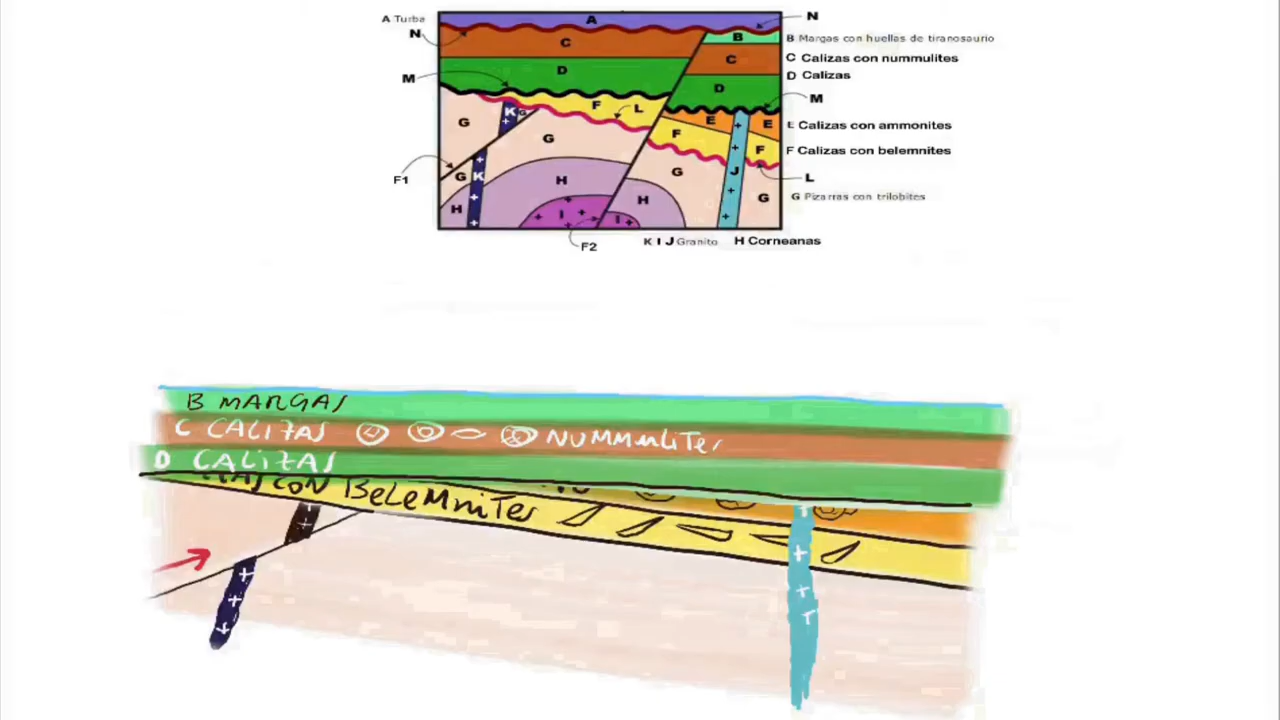 A Turba
A
N
N
B
B Margas con huellas de tiranosaurio
C
C
C Calizas con nummulites
D
D Calizas
M
D
M
F
L
E
E
E Calizas con ammonites
K
G
G
G
F
F
F Calizas con belemnites
L
F1
G
K
H
G
J
G
G Pizarras con trilobites
H
H
I
I
F2
K I J Granito
H Corneanas
B MARGAS
C CALIZAS
NUMMULITES
D CALIZAS
CON BELEMNITES